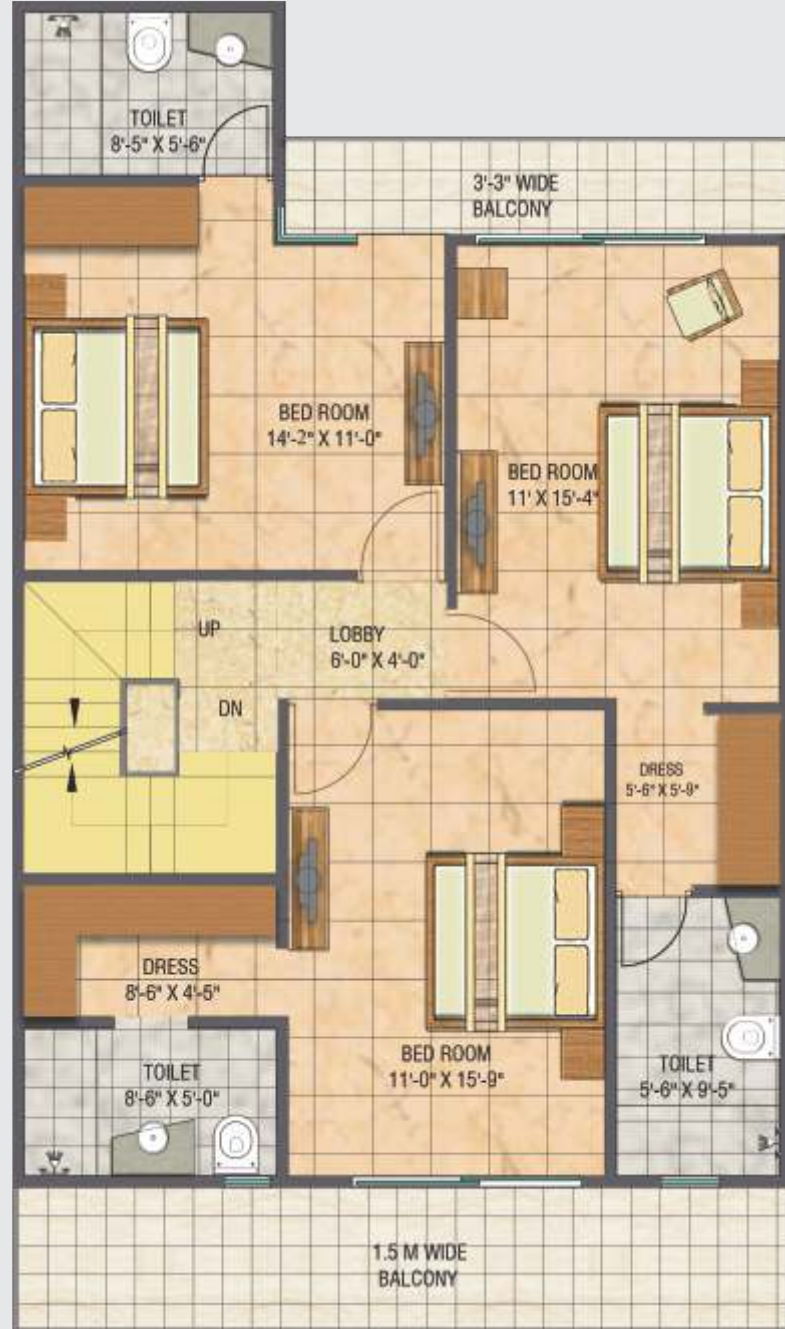 TOILET
8'-5" X 5'-6"
3'-3" WIDE
BALCONY
BED ROOM
14'-2" X 11'-0"
BED ROOM
11' X 15'-4"
UP
LOBBY
6'-0" X 4'-0"
DN
DRESS
5'-6" X 5'-9"
DRESS
8'-6" X 4'-5"
BED ROOM
11'-0" X 15'-9"
TOILET
8'-6" X 5'-0"
TOILET
5'-6" X 9'-5"
1.5 M WIDE
BALCONY